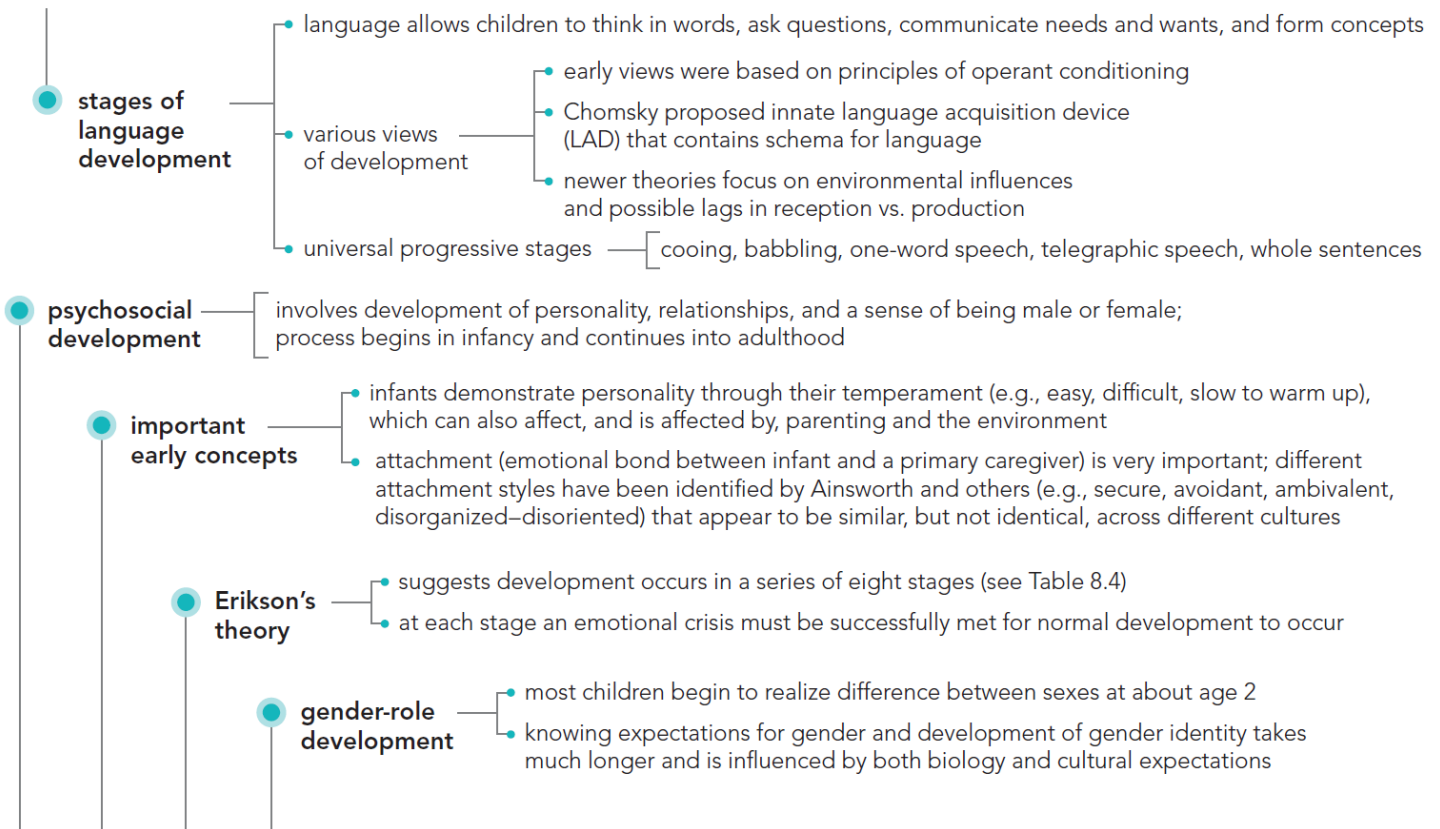 language allows children to think in words, ask questions, communicate needs and wants, and form concepts
stages of
language
development
various views
of development
early views were based on principles of operant conditioning
Chomsky proposed innate language acquisition device
(LAD) that contains schema for language
newer theories focus on environmental influences
and possible lags in reception vs. production
universal progressive stages
cooing, babbling, one-word speech, telegraphic speech, whole sentences
psychosocial
development
involves development of personality, relationships, and a sense of being male or female;
process begins in infancy and continues into adulthood
important
early concepts
infants demonstrate personality through their temperament (e.g., easy, difficult, slow to warm up),
which can also affect, and is affected by, parenting and the environment
attachment (emotional bond between infant and a primary caregiver) is very important; different
attachment styles have been identified by Ainsworth and others (e.g., secure, avoidant, ambivalent,
disorganized–disoriented) that appear to be similar, but not identical, across different cultures
Erikson’s
theory
suggests development occurs in a series of eight stages (see Table 8.4)
at each stage an emotional crisis must be successfully met for normal development to occur
gender-role
development
most children begin to realize difference between sexes at about age 2
knowing expectations for gender and development of gender identity takes
much longer and is influenced by both biology and cultural expectations